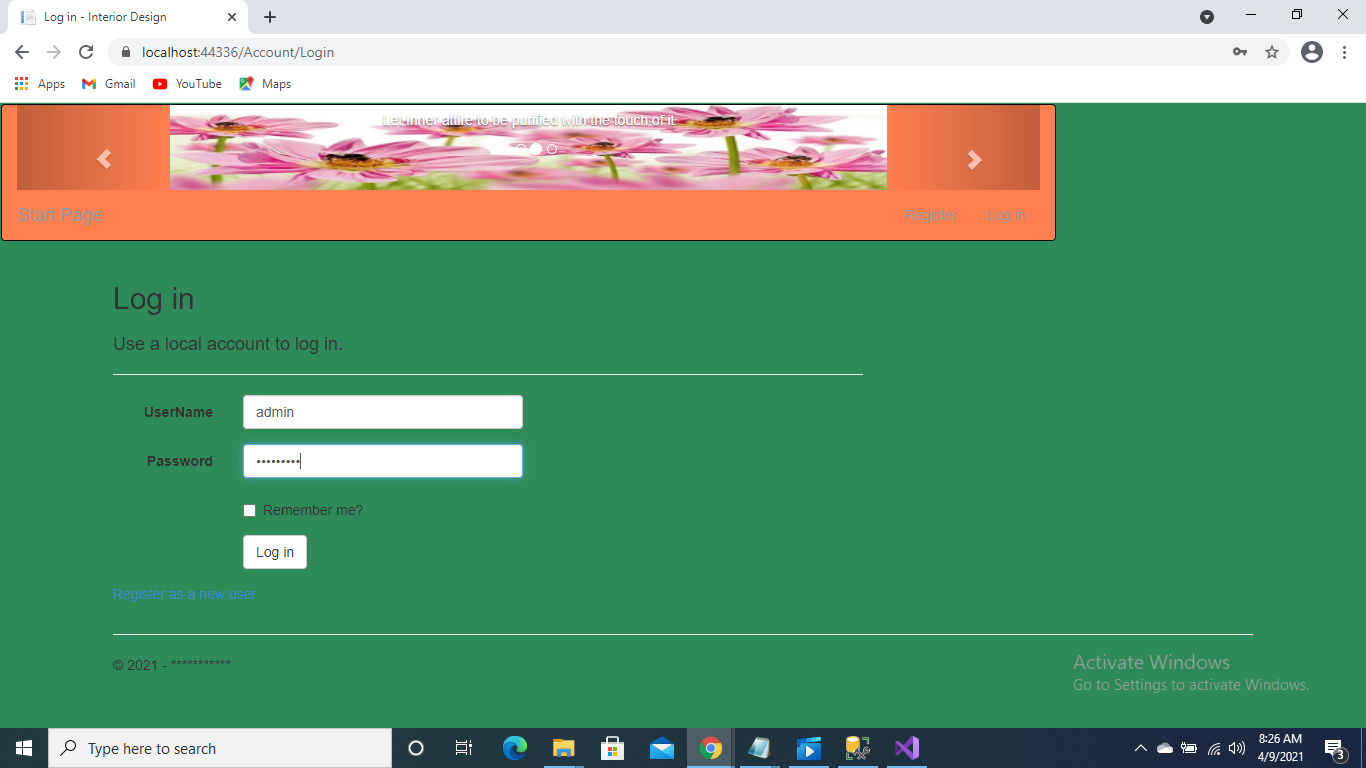 Log in - Interior Design
localhost:44336/Account/Login
Apps Gmail YouTube Maps
Let inner atture to be purified with the touch of it
Start Page Register Log in
Log in
Use a local account to log in.
UserName admin
Password •••••••••
Remember me?
Log in
Register as a new user
© 2021 - ***********
Activate Windows
Go to Settings to activate Windows.
Type here to search
8:26 AM
4/9/2021
3